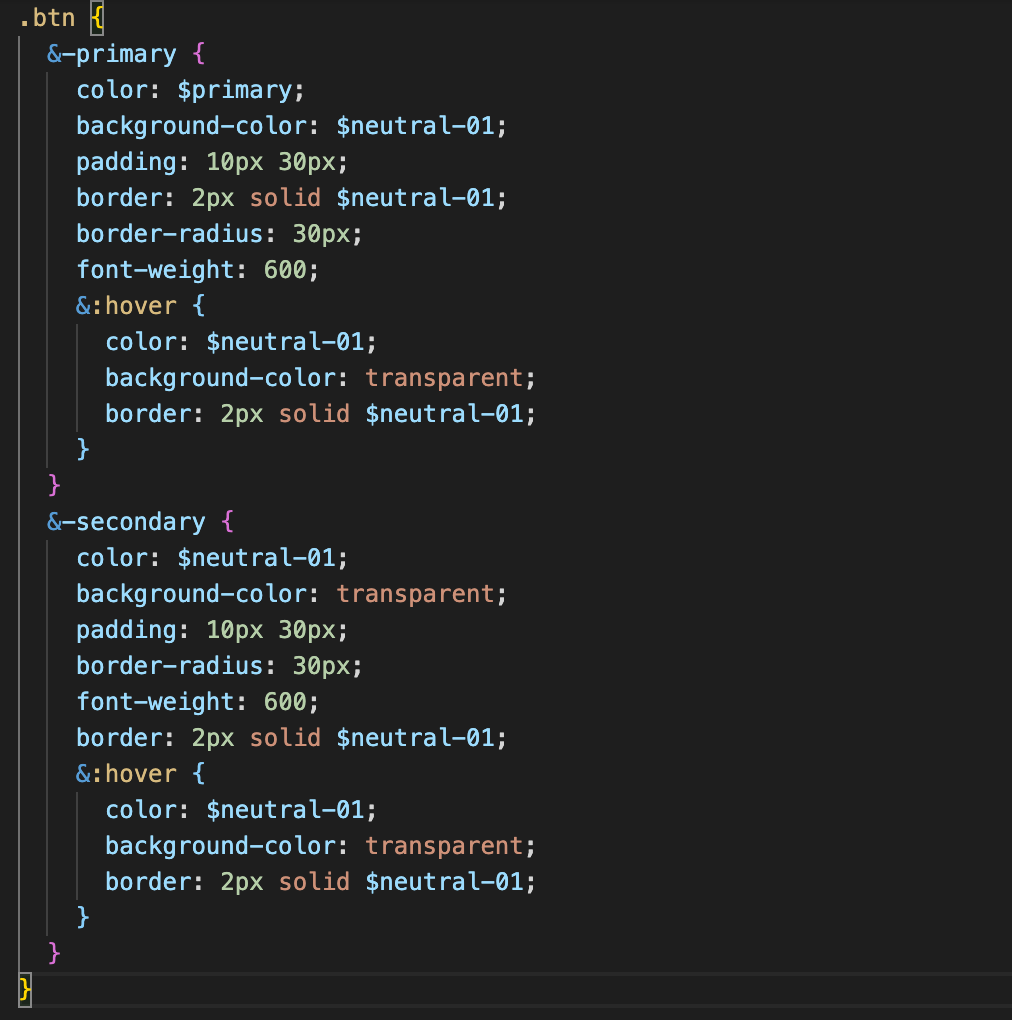 .btn {
  &-primary {
    color: $primary;
    background-color: $neutral-01;
    padding: 10px 30px;
    border: 2px solid $neutral-01;
    border-radius: 30px;
    font-weight: 600;
    &:hover {
      color: $neutral-01;
      background-color: transparent;
      border: 2px solid $neutral-01;
    }
  }
  &-secondary {
    color: $neutral-01;
    background-color: transparent;
    padding: 10px 30px;
    border-radius: 30px;
    font-weight: 600;
    border: 2px solid $neutral-01;
    &:hover {
      color: $neutral-01;
      background-color: transparent;
      border: 2px solid $neutral-01;
    }
  }
}